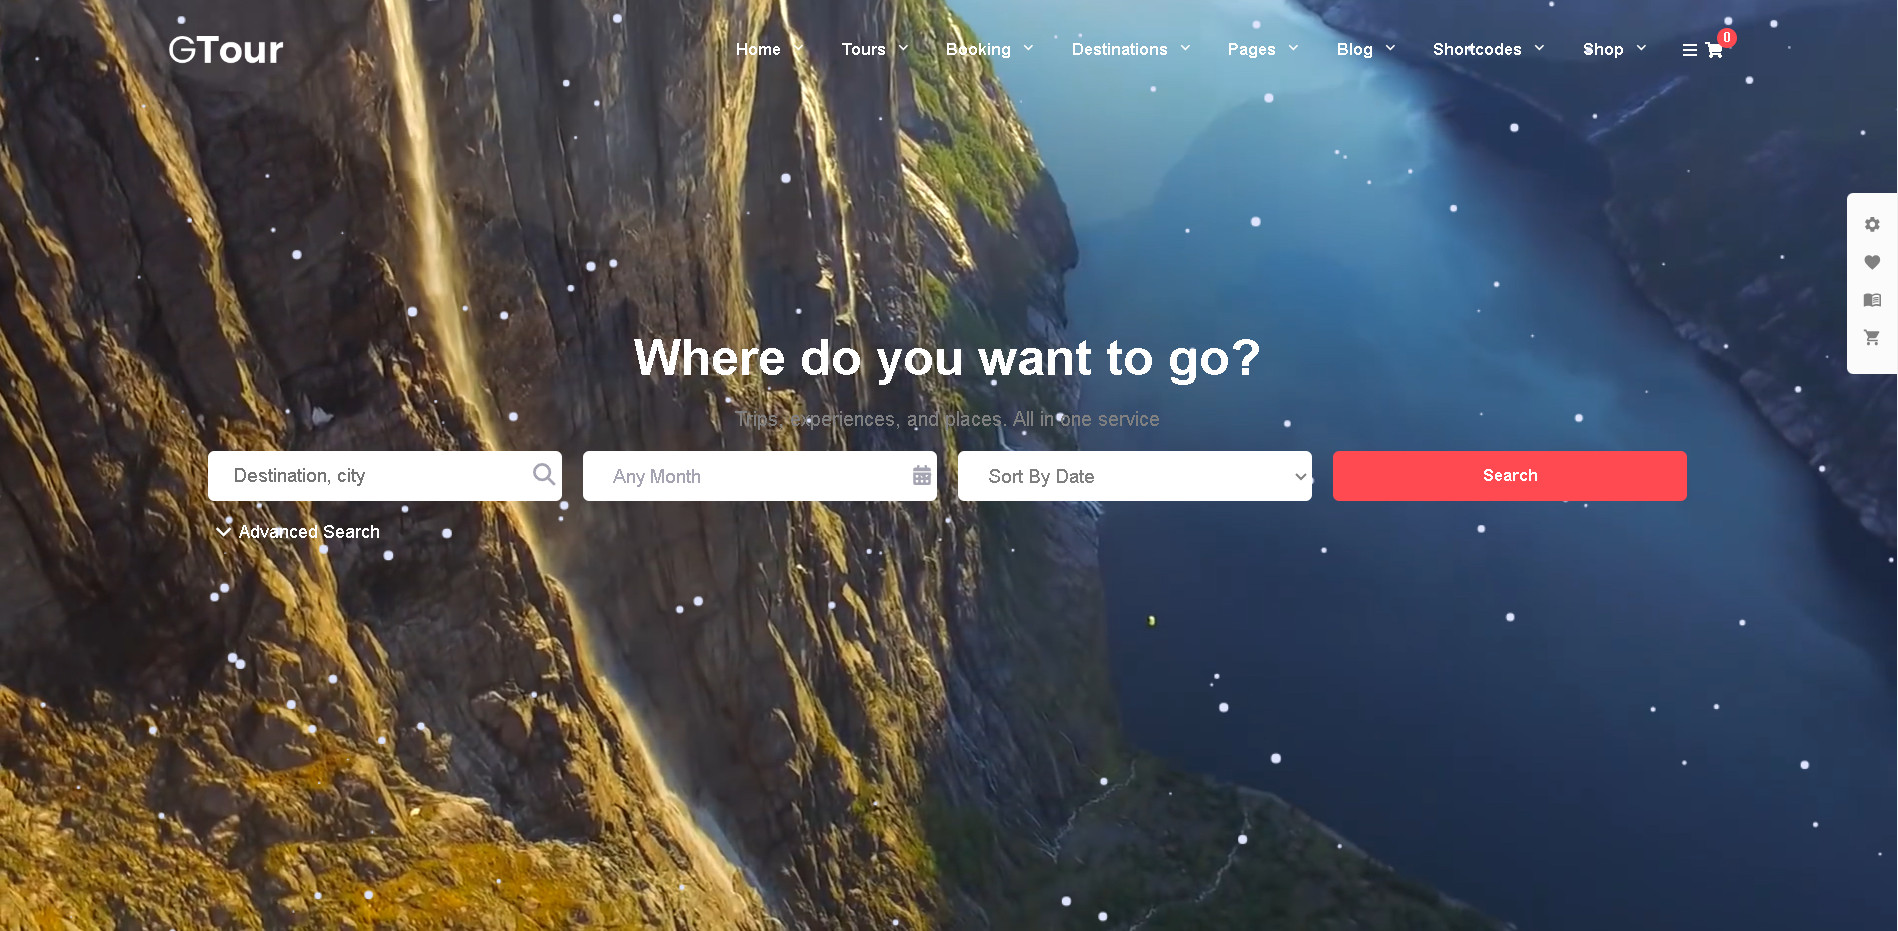 GTour
Home Tours Booking Destinations Pages Blog Shortcodes Shop 0
Where do you want to go?
Trips, experiences, and places. All in one service
Destination, city Any Month Sort By Date Search
Advanced Search